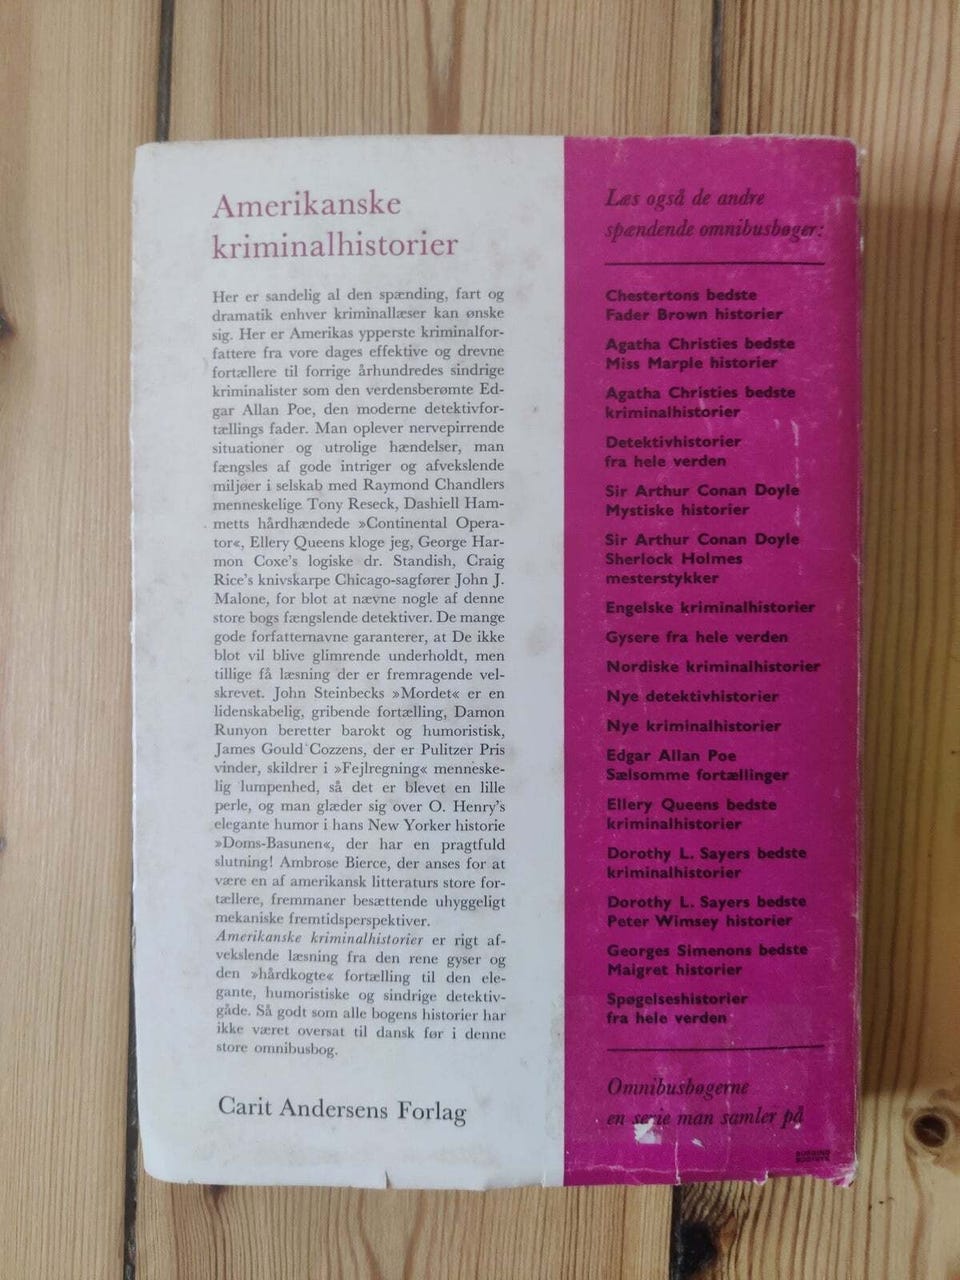 Amerikanske
kriminalhistorier
Her er sandelig al den spænding, fart og
dramatik enhver kriminallæser kan ønske
sig. Her er Amerikas ypperste kriminalfor-
fattere fra vore dages effektive og drevne
fortællere til forrige århundredes sindrige
kriminalister som den verdensberømte Ed-
gar Allan Poe, den moderne detektivfor-
tællings fader. Man oplever nervepirrende
situationer og utrolige hændelser, man
fængsles af gode intriger og afvekslende
miljøer i selskab med Raymond Chandlers
menneskelige Tony Reseck, Dashiell Ham-
metts hårdhændede »Continental Opera-
tor«, Ellery Queens kloge jeg, George Har-
mon Coxe's logiske dr. Standish, Craig
Rice's knivskarpe Chicago-sagfører John J.
Malone, for blot at nævne nogle af denne
store bogs fængslende detektiver. De mange
gode forfatternavne garanterer, at De ikke
blot vil blive glimrende underholdt, men
tillige få læsning der er fremragende vel-
skrevet. John Steinbecks »Mordet« er en
lidenskabelig, gribende fortælling, Damon
Runyon beretter barokt og humoristisk,
James Gould Cozzens, der er Pulitzer Pris
vinder, skildrer i »Fejlregning« menneske-
lig lumpenhed, så det er blevet en lille
perle, og man glæder sig over O. Henry's
elegante humor i hans New Yorker historie
»Doms-Basunen«, der har en pragtfuld
slutning! Ambrose Bierce, der anses for at
være en af amerikansk litteraturs store for-
tællere, fremmaner besættende uhyggeligt
mekaniske fremtidsperspektiver.
Amerikanske kriminalhistorier er rigt af-
vekslende læsning fra den rene gyser og
den »hårdkogte« fortælling til den ele-
gante, humoristiske og sindrige detektiv-
gåde. Så godt som alle bogens historier har
ikke været oversat til dansk før i denne
store omnibusbog.
Carit Andersens Forlag
Læs også de andre
spændende omnibusbøger:
Chestertons bedste
Fader Brown historier
Agatha Christies bedste
Miss Marple historier
Agatha Christies bedste
kriminalhistorier
Detektivhistorier
fra hele verden
Sir Arthur Conan Doyle
Mystiske historier
Sir Arthur Conan Doyle
Sherlock Holmes
mesterstykker
Engelske kriminalhistorier
Gysere fra hele verden
Nordiske kriminalhistorier
Nye detektivhistorier
Nye kriminalhistorier
Edgar Allan Poe
Sælsomme fortællinger
Ellery Queens bedste
kriminalhistorier
Dorothy L. Sayers bedste
kriminalhistorier
Dorothy L. Sayers bedste
Peter Wimsey historier
Georges Simenons bedste
Maigret historier
Spøgelseshistorier
fra hele verden
Omnibusbøgerne
en serie man samler på